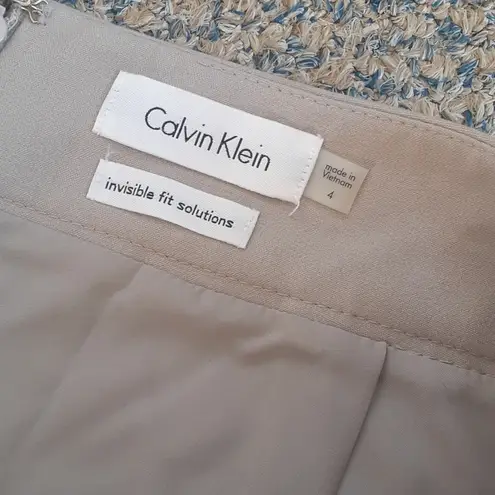 Calvin Klein
made in
Vietnam
4
invisible fit solutions